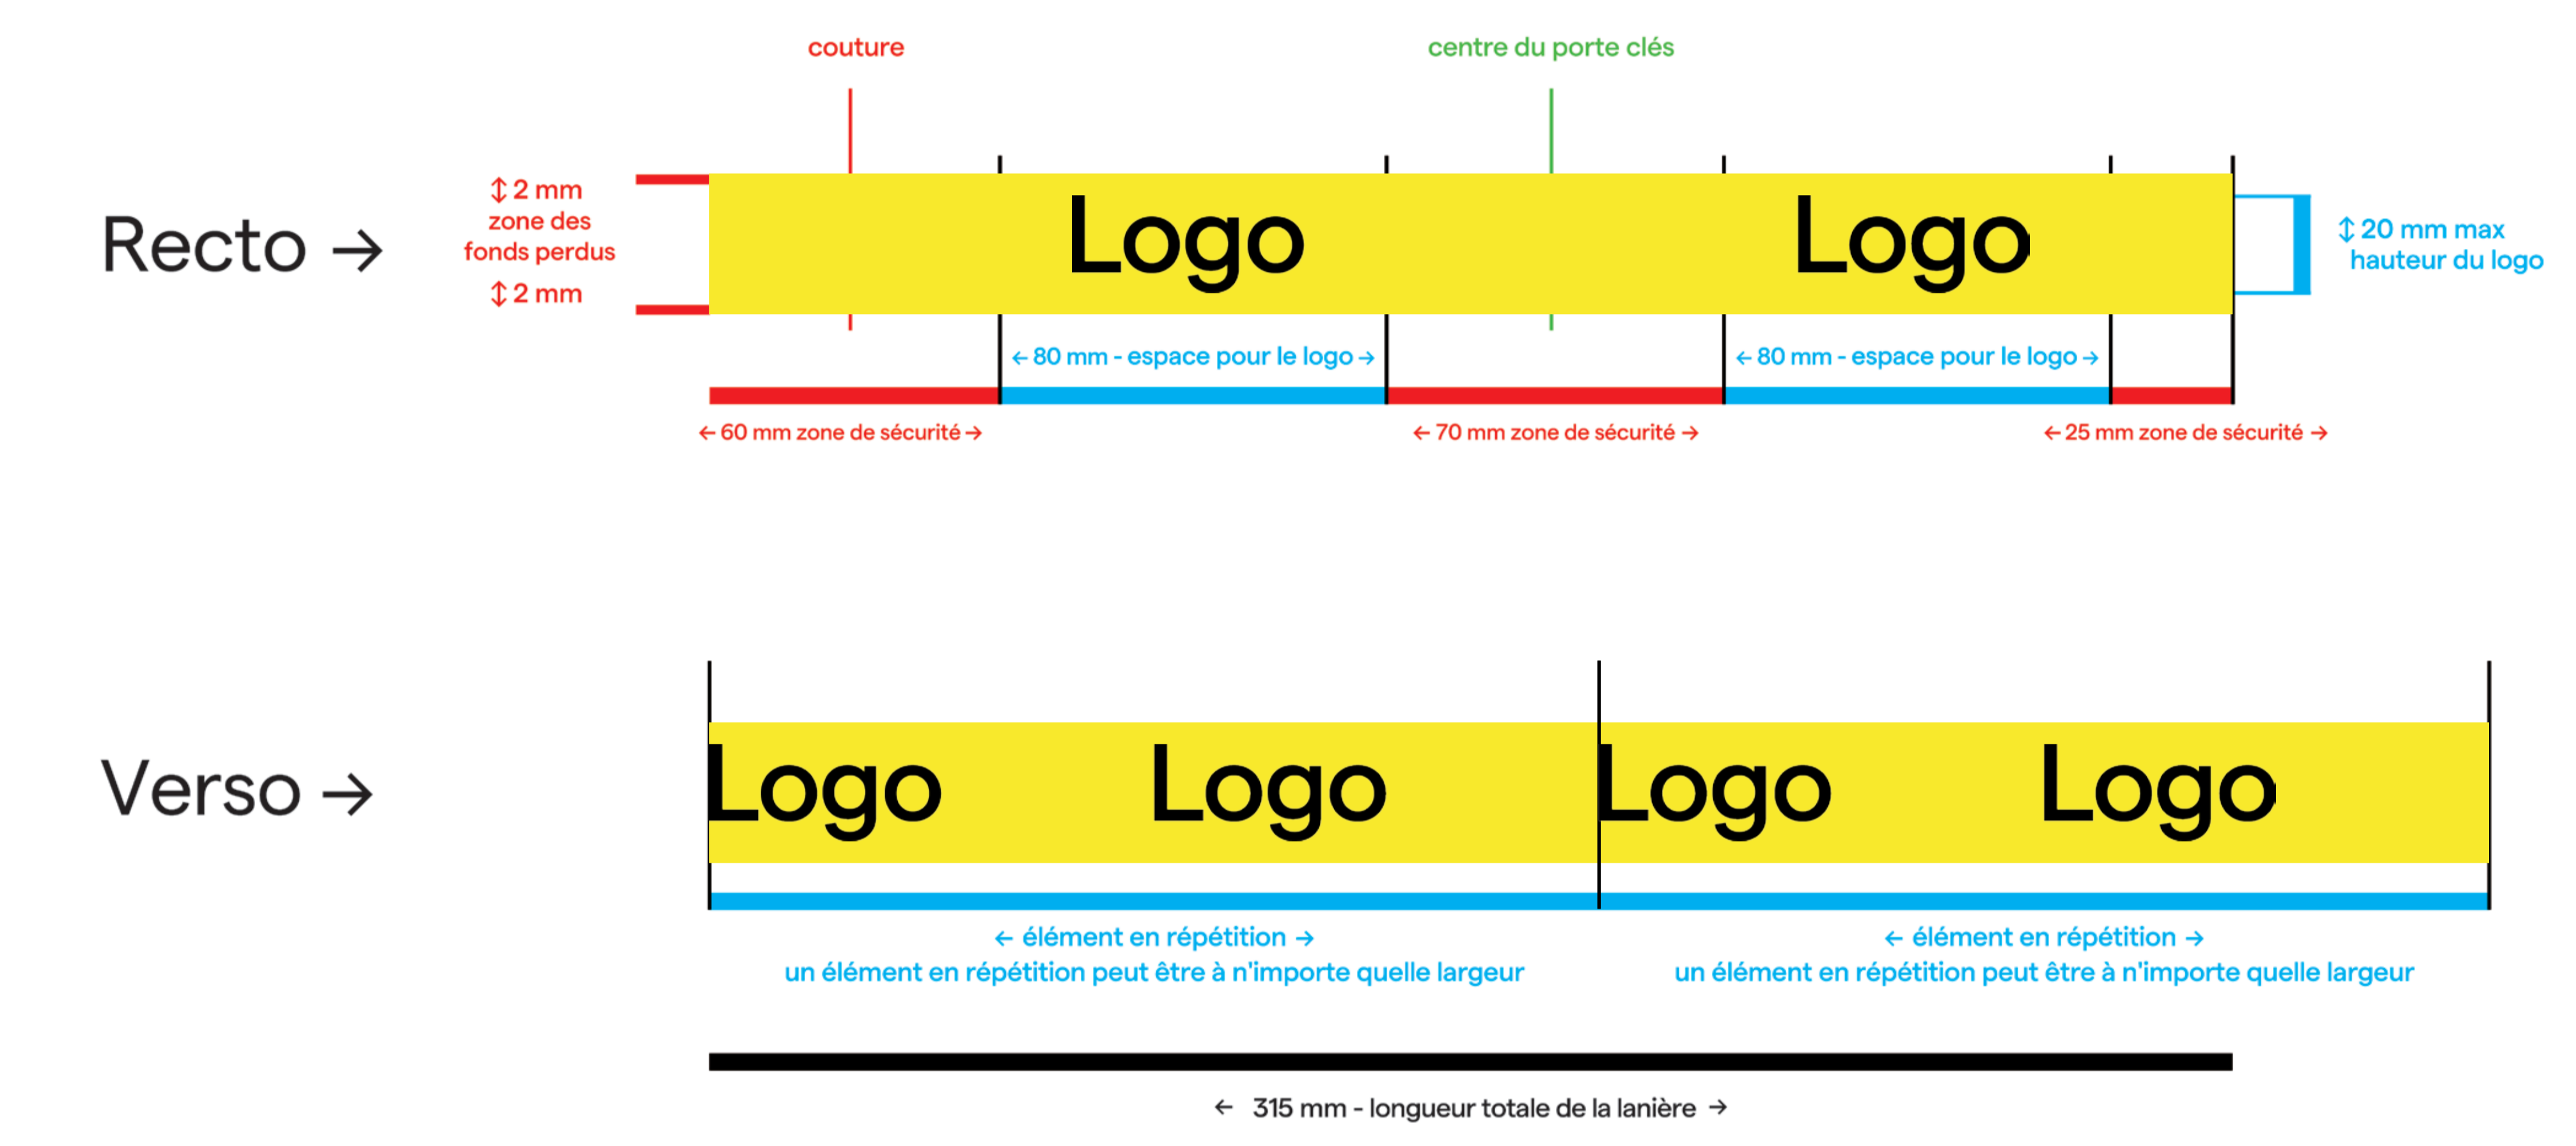 couture
centre du porte clés
Recto →
↕ 2 mm
zone des
fonds perdus
↕ 2 mm
Logo
Logo
↕ 20 mm max
hauteur du logo
← 80 mm - espace pour le logo →
← 80 mm - espace pour le logo →
← 60 mm zone de sécurité →
← 70 mm zone de sécurité →
← 25 mm zone de sécurité →
Verso →
Logo
Logo
Logo
Logo
← élément en répétition →
un élément en répétition peut être à n'importe quelle largeur
← élément en répétition →
un élément en répétition peut être à n'importe quelle largeur
← 315 mm - longueur totale de la lanière →